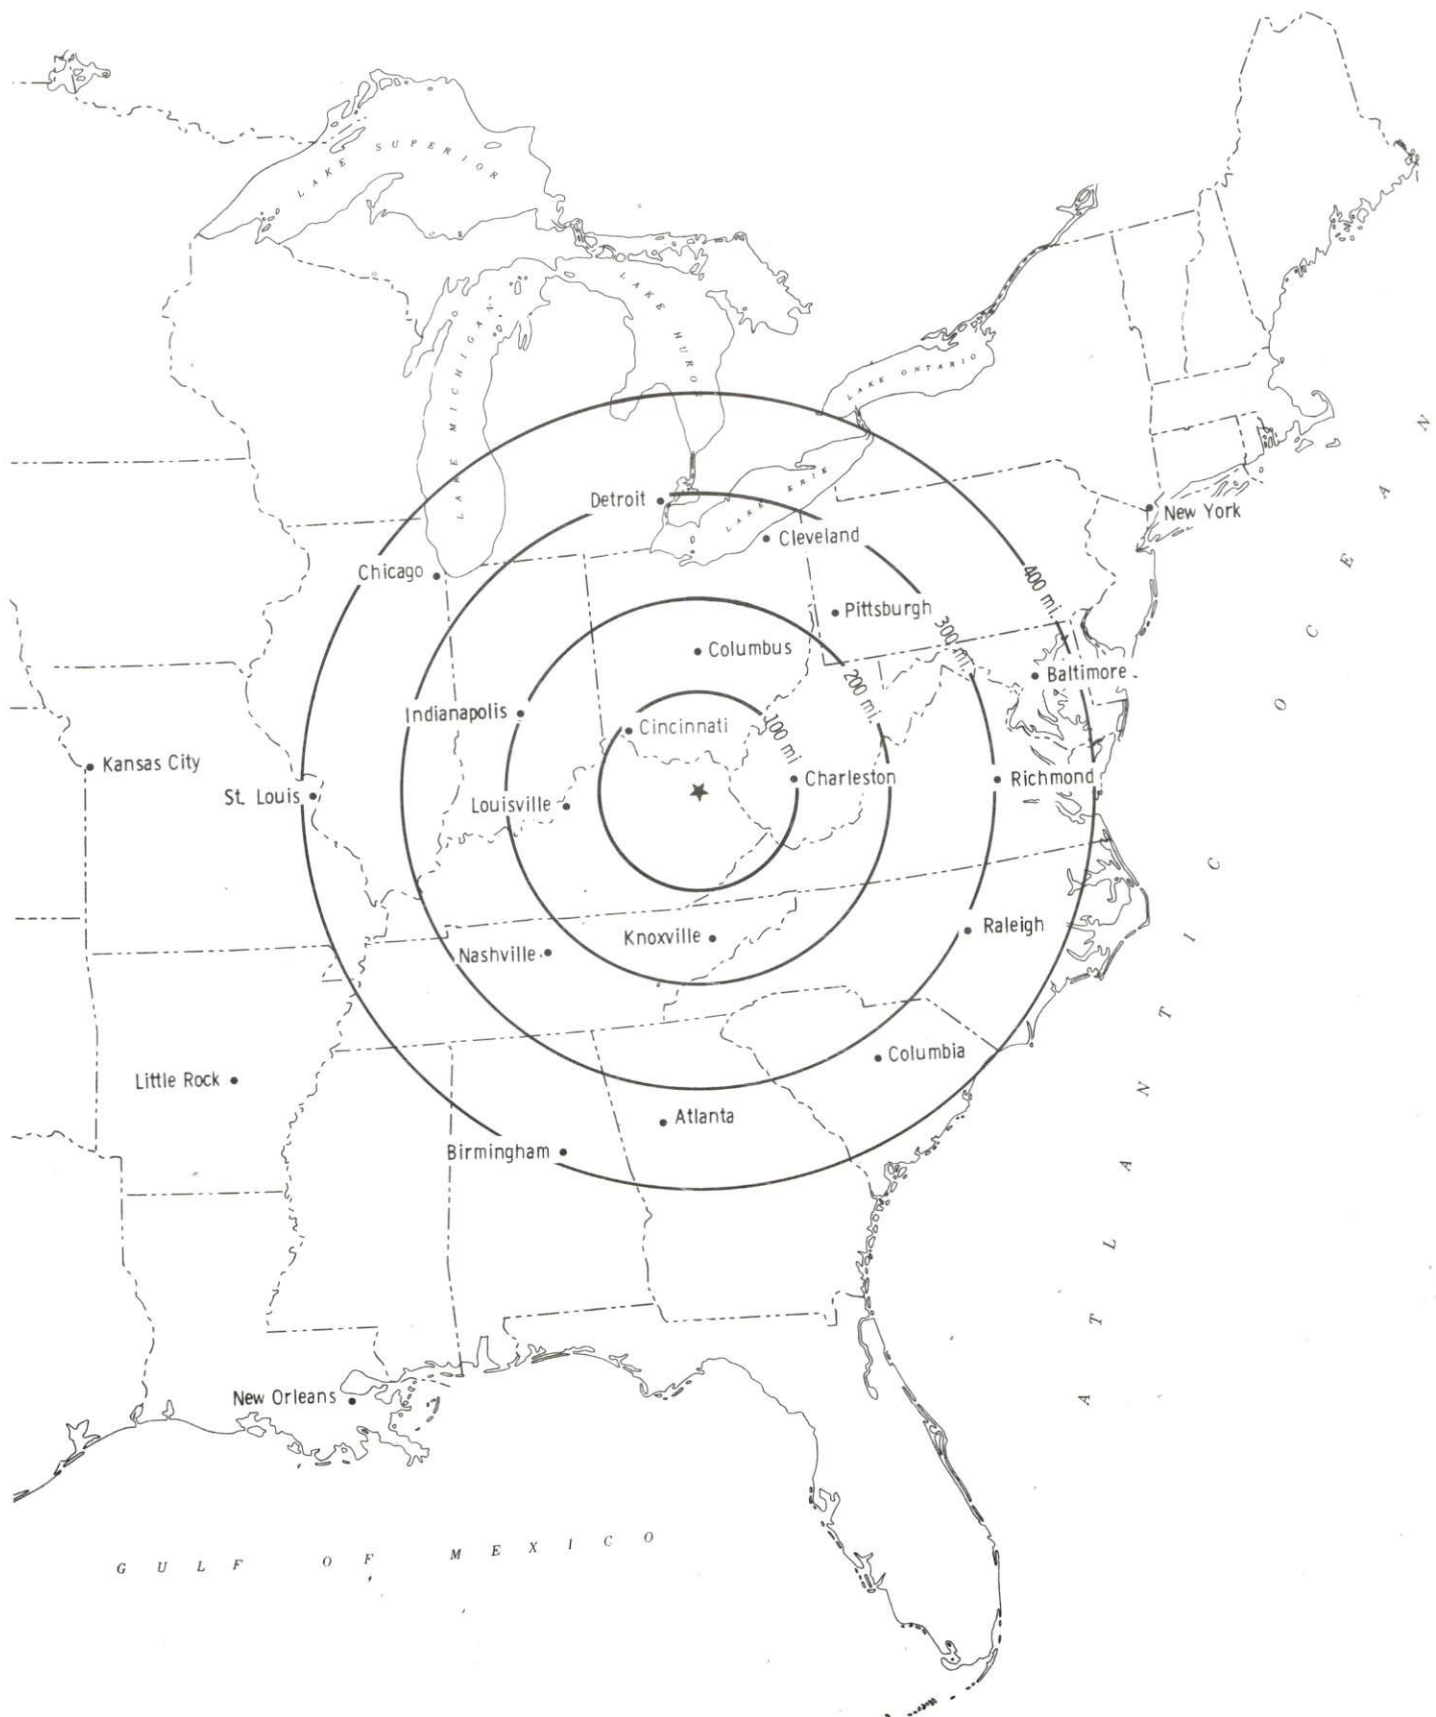 LAKE SUPERIOR
LAKE MICHIGAN
LAKE HURON
LAKE ONTARIO
LAKE ERIE
Detroit
Cleveland
New York
Chicago
400 mi.
Pittsburgh
300 mi.
Columbus
Baltimore
200 mi.
Indianapolis
Cincinnati
100 mi.
Kansas City
Charleston
Richmond
St. Louis
Louisville
Raleigh
Knoxville
Nashville
Columbia
Little Rock
Atlanta
Birmingham
New Orleans
ATLANTIC OCEAN
GULF OF MEXICO